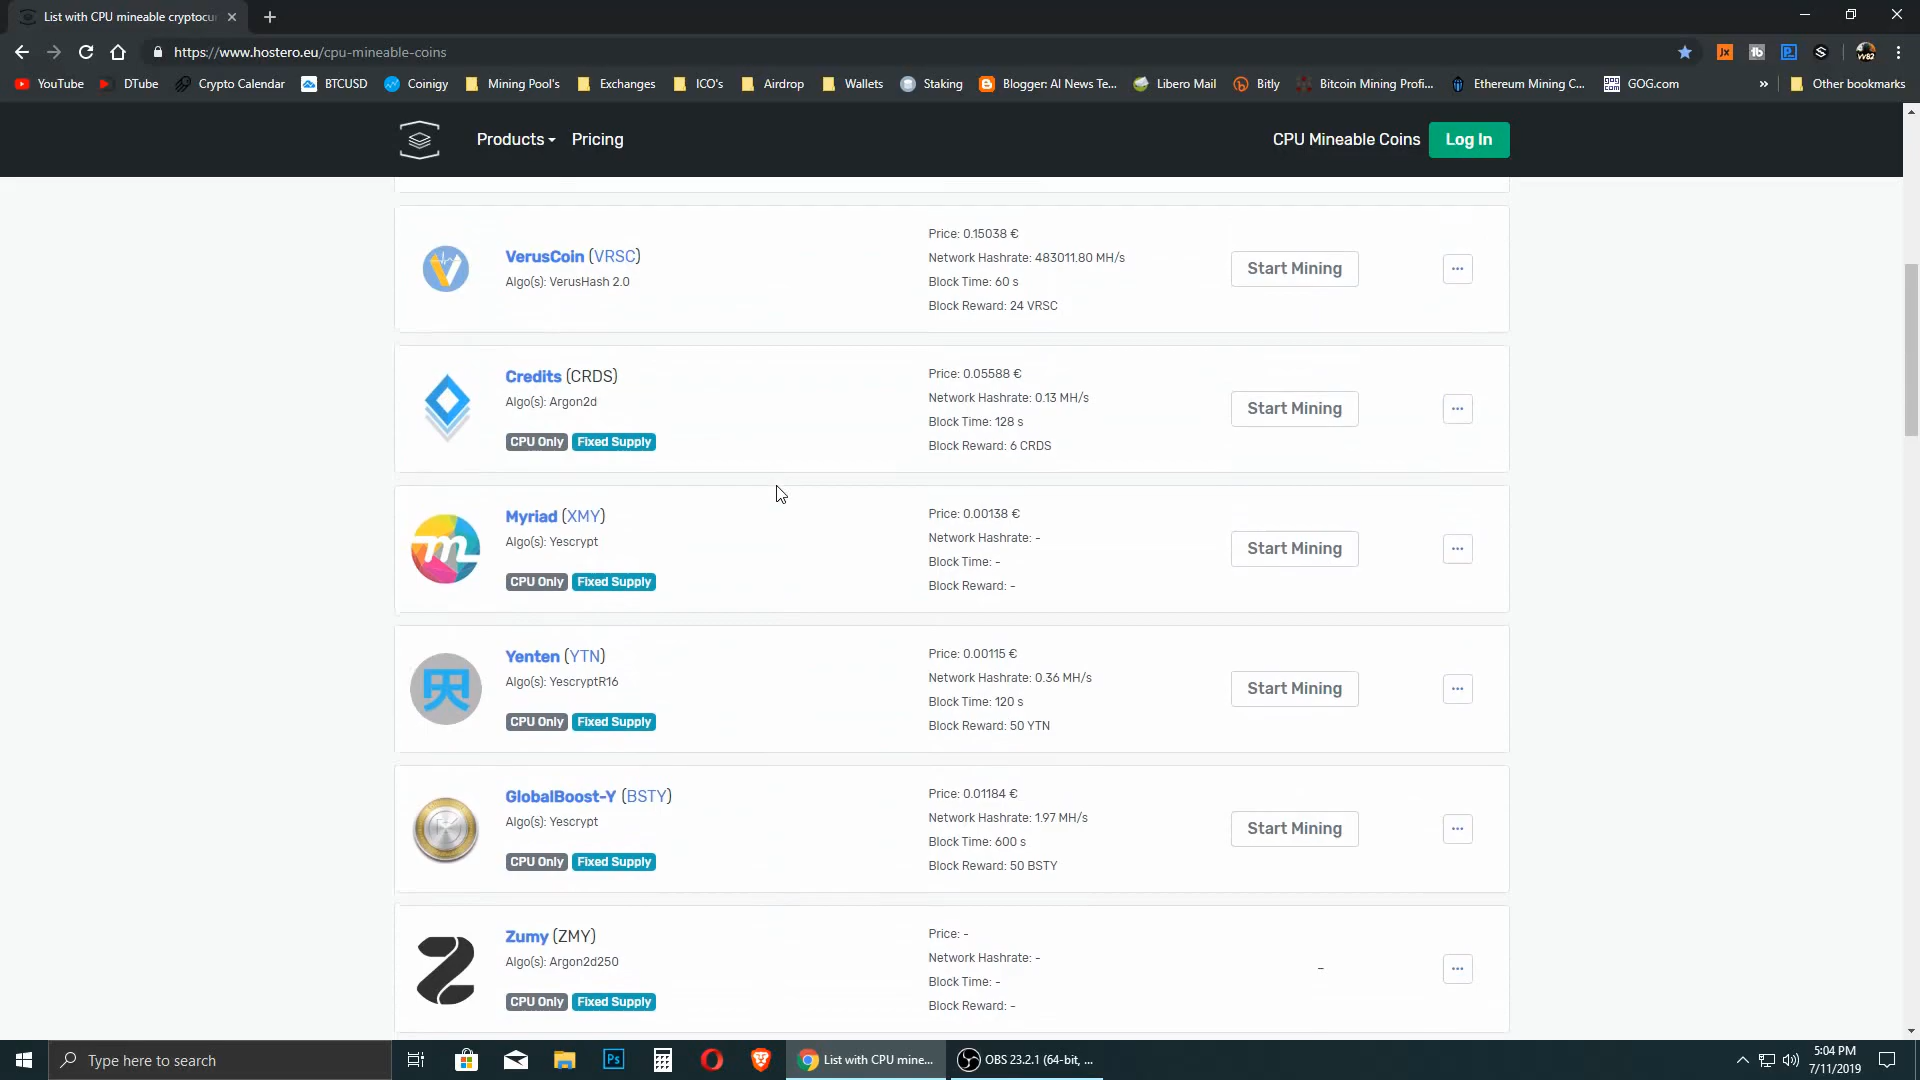 List with CPU mineable cryptocu
https://www.hostero.eu/cpu-mineable-coins
YouTube
DTube
Crypto Calendar
BTCUSD
Coinigy
Mining Pool's
Exchanges
ICO's
Airdrop
Wallets
Staking
Blogger: AI News Te...
Libero Mail
Bitly
Bitcoin Mining Profi...
Ethereum Mining C...
GOG.com
Other bookmarks
Products
Pricing
CPU Mineable Coins
Log In
VerusCoin (VRSC)
Algo(s): VerusHash 2.0
Price: 0.15038 €
Network Hashrate: 483011.80 MH/s
Block Time: 60 s
Block Reward: 24 VRSC
Start Mining
Credits (CRDS)
Algo(s): Argon2d
CPU Only Fixed Supply
Price: 0.05588 €
Network Hashrate: 0.13 MH/s
Block Time: 128 s
Block Reward: 6 CRDS
Start Mining
Myriad (XMY)
Algo(s): Yescrypt
CPU Only Fixed Supply
Price: 0.00138 €
Network Hashrate: -
Block Time: -
Block Reward: -
Start Mining
Yenten (YTN)
Algo(s): YescryptR16
CPU Only Fixed Supply
Price: 0.00115 €
Network Hashrate: 0.36 MH/s
Block Time: 120 s
Block Reward: 50 YTN
Start Mining
GlobalBoost-Y (BSTY)
Algo(s): Yescrypt
CPU Only Fixed Supply
Price: 0.01184 €
Network Hashrate: 1.97 MH/s
Block Time: 600 s
Block Reward: 50 BSTY
Start Mining
Zumy (ZMY)
Algo(s): Argon2d250
CPU Only Fixed Supply
Price: -
Network Hashrate: -
Block Time: -
Block Reward: -
-
Type here to search
Ps
List with CPU mine...
OBS 23.2.1 (64-bit, ...
5:04 PM
7/11/2019